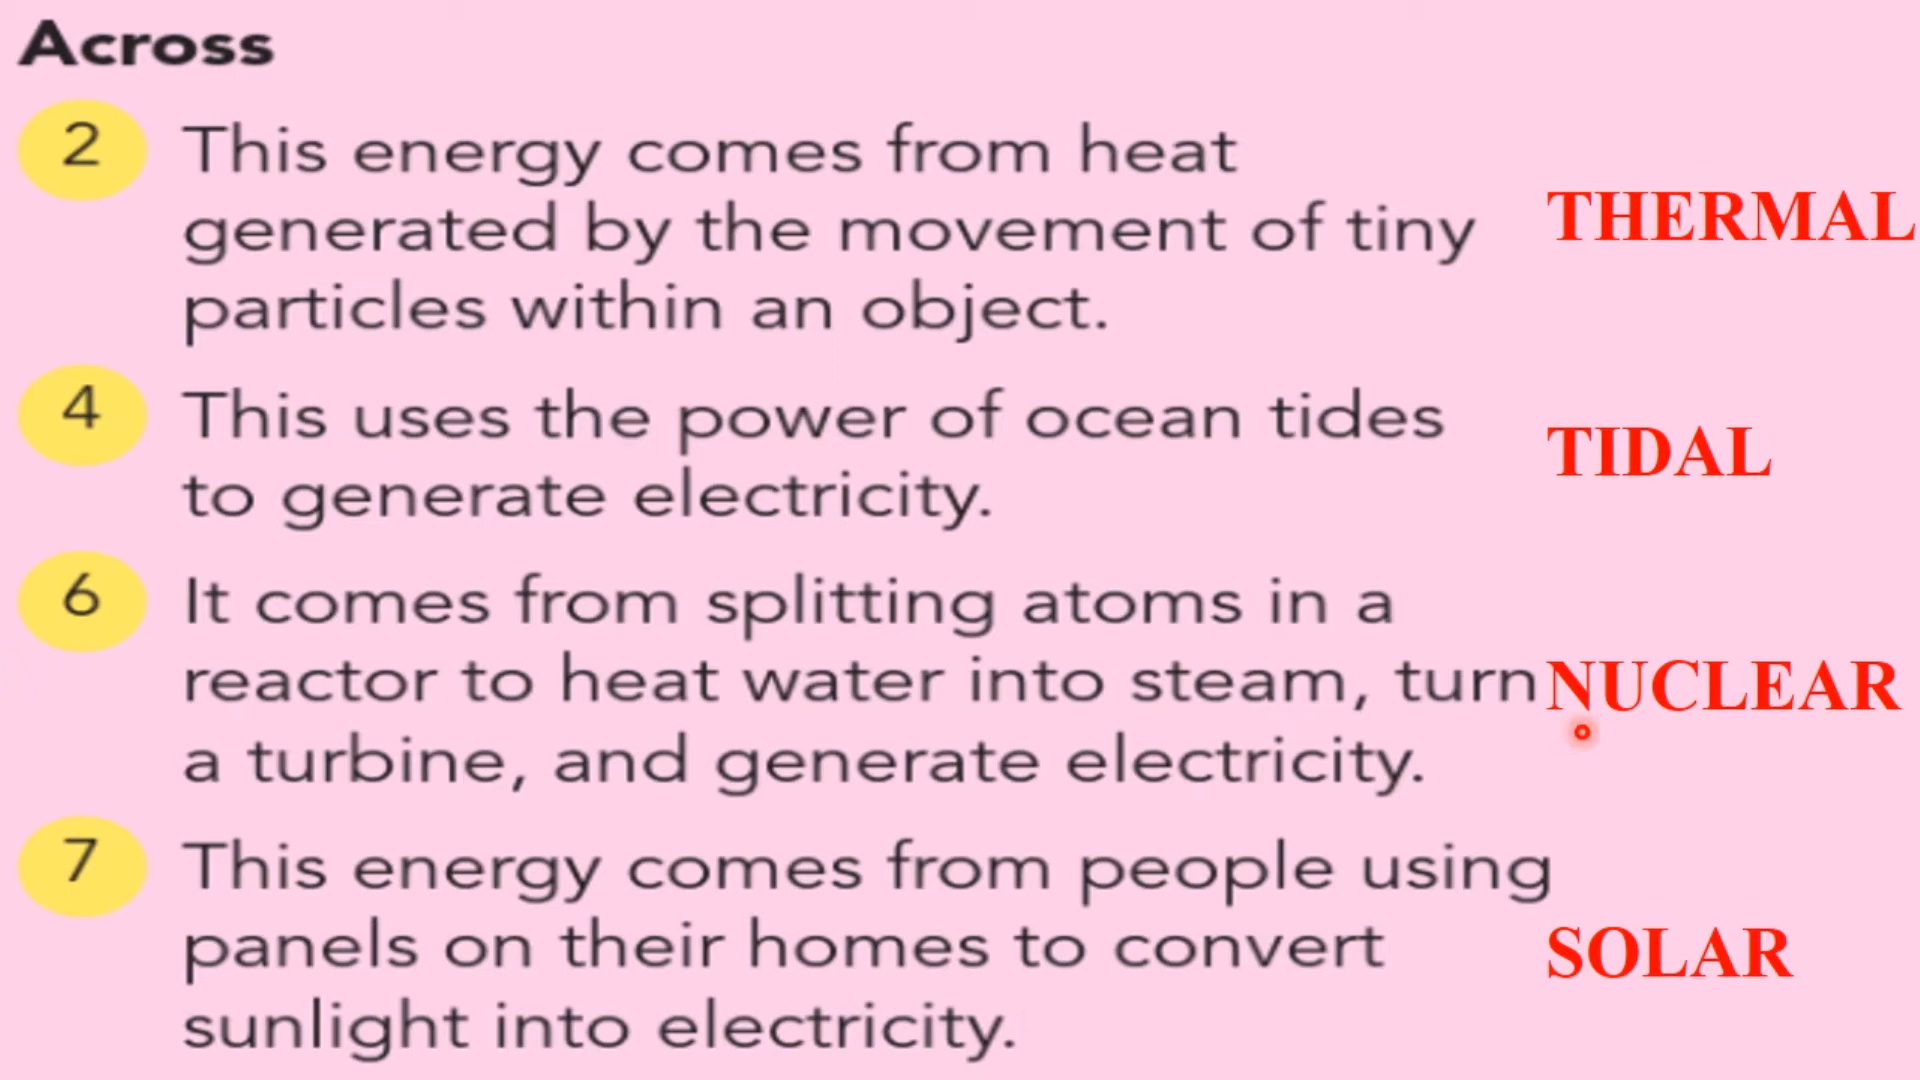 Across
2 This energy comes from heat
generated by the movement of tiny
particles within an object.
THERMAL
4 This uses the power of ocean tides
to generate electricity.
TIDAL
6 It comes from splitting atoms in a
reactor to heat water into steam, turn
a turbine, and generate electricity.
NUCLEAR
7 This energy comes from people using
panels on their homes to convert
sunlight into electricity.
SOLAR